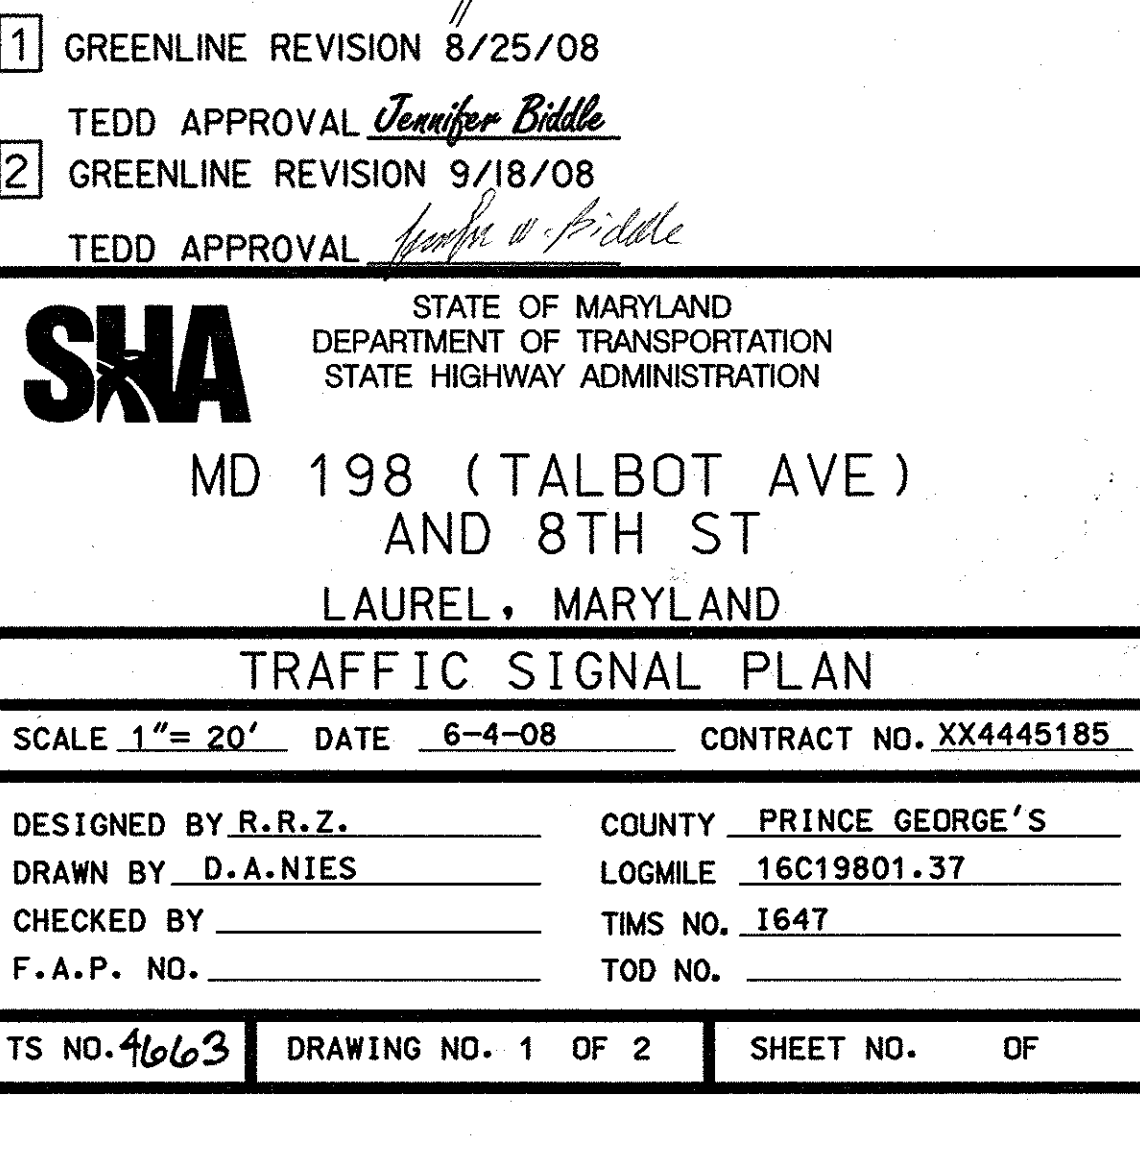 1 GREENLINE REVISION 8/25/08
TEDD APPROVAL Jennifer Biddle
2 GREENLINE REVISION 9/18/08
TEDD APPROVAL Jennifer W. Biddle
SHA
STATE OF MARYLAND
DEPARTMENT OF TRANSPORTATION
STATE HIGHWAY ADMINISTRATION
MD 198 (TALBOT AVE)
AND 8TH ST
LAUREL, MARYLAND
TRAFFIC SIGNAL PLAN
SCALE 1"= 20' DATE 6-4-08 CONTRACT NO. XX4445185
DESIGNED BY R.R.Z. COUNTY PRINCE GEORGE'S
DRAWN BY D.A.NIES LOGMILE 16C19801.37
CHECKED BY TIMS NO. I647
F.A.P. NO. TOD NO.
TS NO. 4663 DRAWING NO. 1 OF 2 SHEET NO. OF